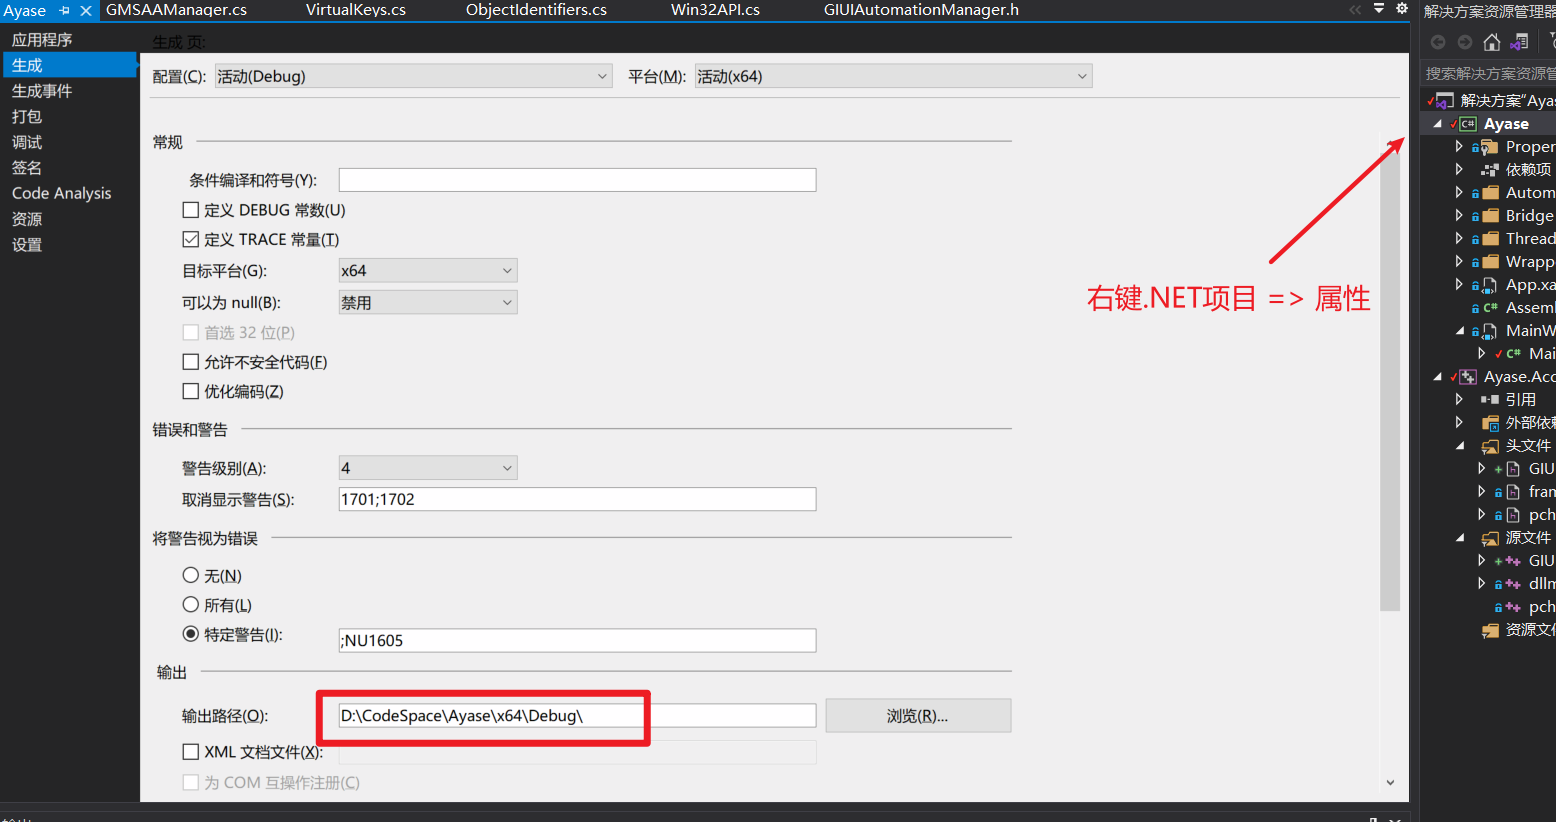 Ayase GMSAAManager.cs VirtualKeys.cs ObjectIdentifiers.cs Win32API.cs GIUIAutomationManager.h
解决方案资源管理器
应用程序
生成
生成事件
打包
调试
签名
Code Analysis
资源
设置
生成 页:
配置(C): 活动(Debug) 平台(M): 活动(x64)
常规
条件编译和符号(Y):
定义 DEBUG 常数(U)
定义 TRACE 常量(T)
目标平台(G): x64
可以为 null(B): 禁用
首选 32 位(P)
允许不安全代码(F)
优化编码(Z)
错误和警告
警告级别(A): 4
取消显示警告(S): 1701;1702
将警告视为错误
无(N)
所有(L)
特定警告(I): ;NU1605
输出
输出路径(O): D:\CodeSpace\Ayase\x64\Debug\ 浏览(R)...
XML 文档文件(X):
为 COM 互操作注册(C)
右键.NET项目 => 属性
搜索解决方案资源管
解决方案"Ayas
C# Ayase
Proper
依赖项
Autom
Bridge
Thread
Wrapp
App.xa
C# Assem
MainW
C# Mai
Ayase.Acc
引用
外部依
头文件
GIU
fram
pch
源文件
GIU
dllm
pch
资源文